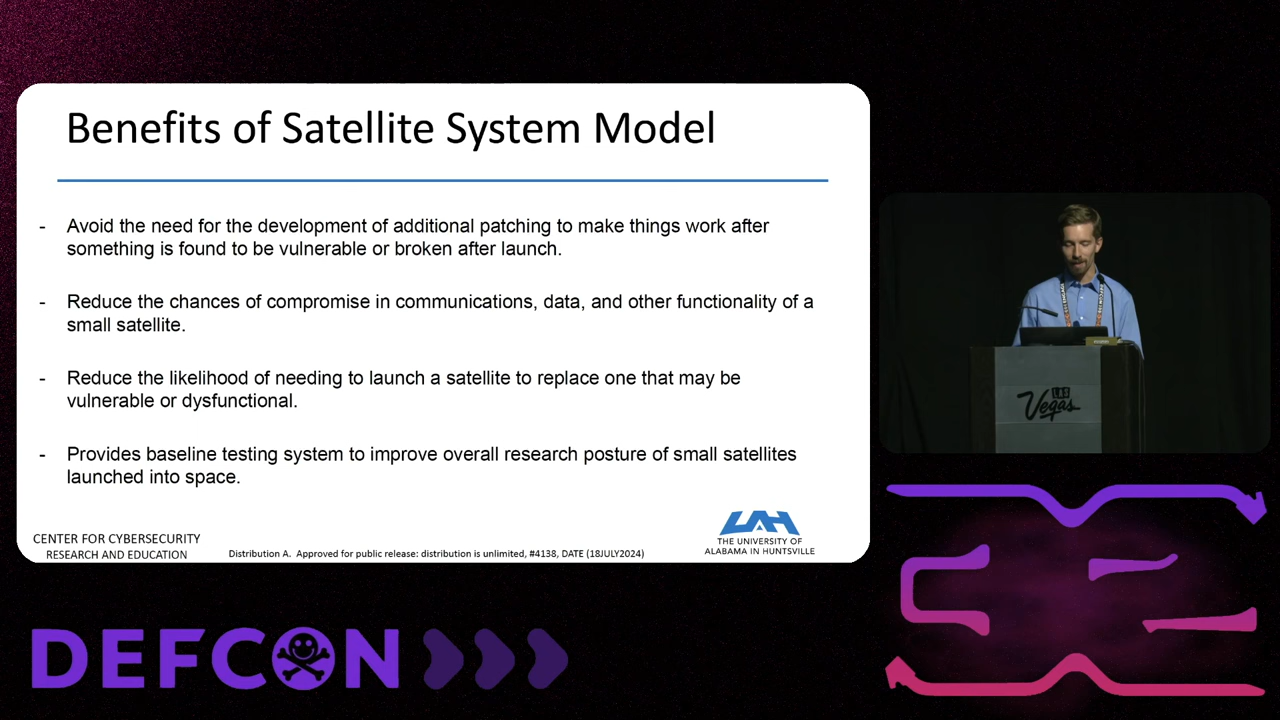 Benefits of Satellite System Model
- Avoid the need for the development of additional patching to make things work after
something is found to be vulnerable or broken after launch.
- Reduce the chances of compromise in communications, data, and other functionality of a
small satellite.
- Reduce the likelihood of needing to launch a satellite to replace one that may be
vulnerable or dysfunctional.
- Provides baseline testing system to improve overall research posture of small satellites
launched into space.
CENTER FOR CYBERSECURITY
RESEARCH AND EDUCATION
Distribution A. Approved for public release: distribution is unlimited, #4138, DATE (18JULY2024)
UAH
THE UNIVERSITY OF
ALABAMA IN HUNTSVILLE
LAS
Vegas
DEFCON